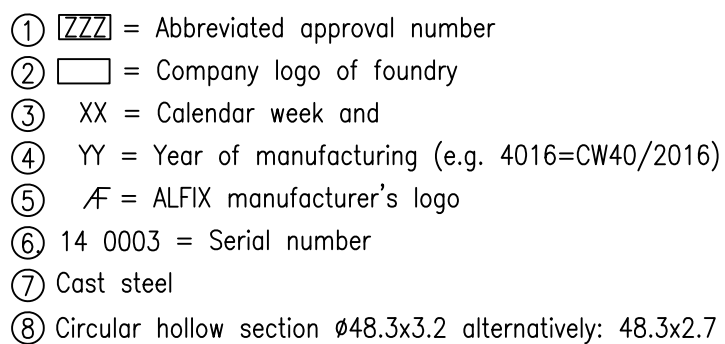 ① ZZZ = Abbreviated approval number
② = Company logo of foundry
③ XX = Calendar week and
④ YY = Year of manufacturing (e.g. 4016=CW40/2016)
⑤ Æ = ALFIX manufacturer's logo
⑥ 14 0003 = Serial number
⑦ Cast steel
⑧ Circular hollow section ø48.3x3.2 alternatively: 48.3x2.7